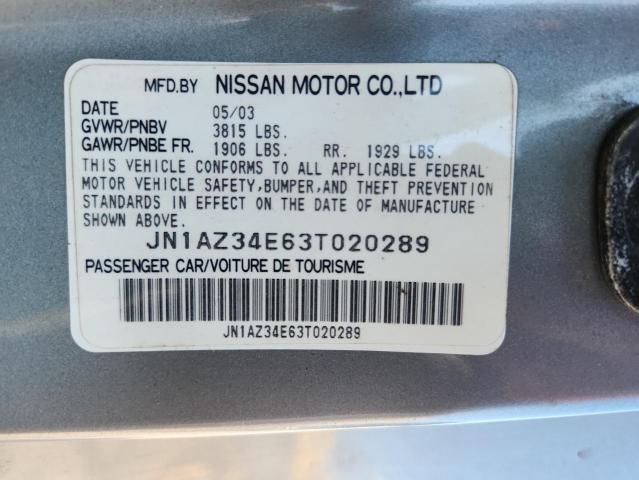 MFD.BY NISSAN MOTOR CO.,LTD
DATE 05/03
GVWR/PNBV 3815 LBS.
GAWR/PNBE FR. 1906 LBS. RR. 1929 LBS.
THIS VEHICLE CONFORMS TO ALL APPLICABLE FEDERAL
MOTOR VEHICLE SAFETY,BUMPER,AND THEFT PREVENTION
STANDARDS IN EFFECT ON THE DATE OF MANUFACTURE
SHOWN ABOVE.
JN1AZ34E63T020289
PASSENGER CAR/VOITURE DE TOURISME
JN1AZ34E63T020289